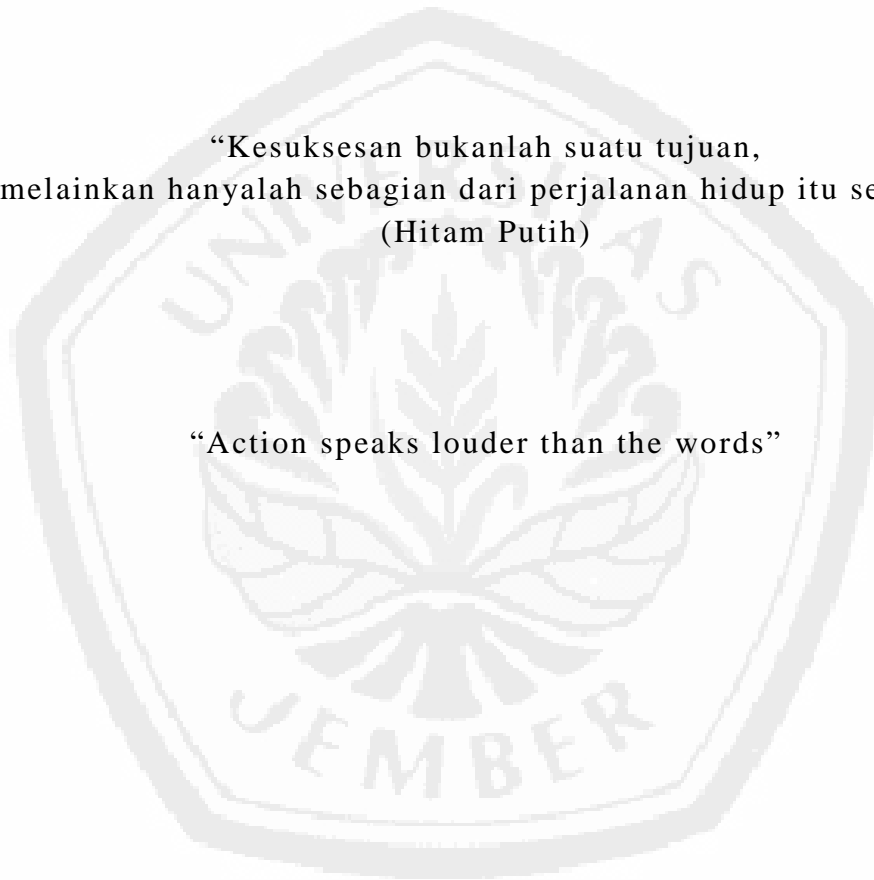 “Kesuksesan bukanlah suatu tujuan,
melainkan hanyalah sebagian dari perjalanan hidup itu
(Hitam Putih)
“Action speaks louder than the words”
UNIVERSITAS
JEMBER